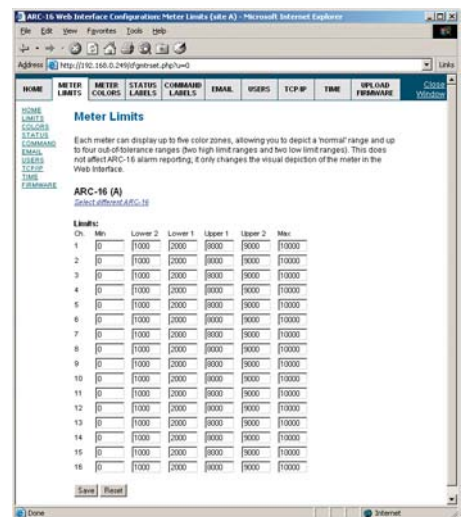 ARC-16 Web Interface Configuration: Meter Limits (site A) - Microsoft Internet Explorer
File Edit View Favorites Tools Help
Address http://192.168.0.249/cfgmtrset.php?u=0 Links
HOME METER LIMITS METER COLORS STATUS LABELS COMMAND LABELS EMAIL USERS TCP-IP TIME UPLOAD FIRMWARE Close Window
HOME
LIMITS
COLORS
STATUS
COMMAND
EMAIL
USERS
TCP/IP
TIME
FIRMWARE
Meter Limits
Each meter can display up to five color zones, allowing you to depict a 'normal' range and up
to four out-of-tolerance ranges (two high limit ranges and two low limit ranges). This does
not affect ARC-16 alarm reporting; it only changes the visual depiction of the meter in the
Web Interface.
ARC-16 (A)
Select different ARC-16
Limits:
Ch. Min Lower 2 Lower 1 Upper 1 Upper 2 Max
1 0 1000 2000 8000 9000 10000
2 0 1000 2000 8000 9000 10000
3 0 1000 2000 8000 9000 10000
4 0 1000 2000 8000 9000 10000
5 0 1000 2000 8000 9000 10000
6 0 1000 2000 8000 9000 10000
7 0 1000 2000 8000 9000 10000
8 0 1000 2000 8000 9000 10000
9 0 1000 2000 8000 9000 10000
10 0 1000 2000 8000 9000 10000
11 0 1000 2000 8000 9000 10000
12 0 1000 2000 8000 9000 10000
13 0 1000 2000 8000 9000 10000
14 0 1000 2000 8000 9000 10000
15 0 1000 2000 8000 9000 10000
16 0 1000 2000 8000 9000 10000
Save Reset
Done Internet